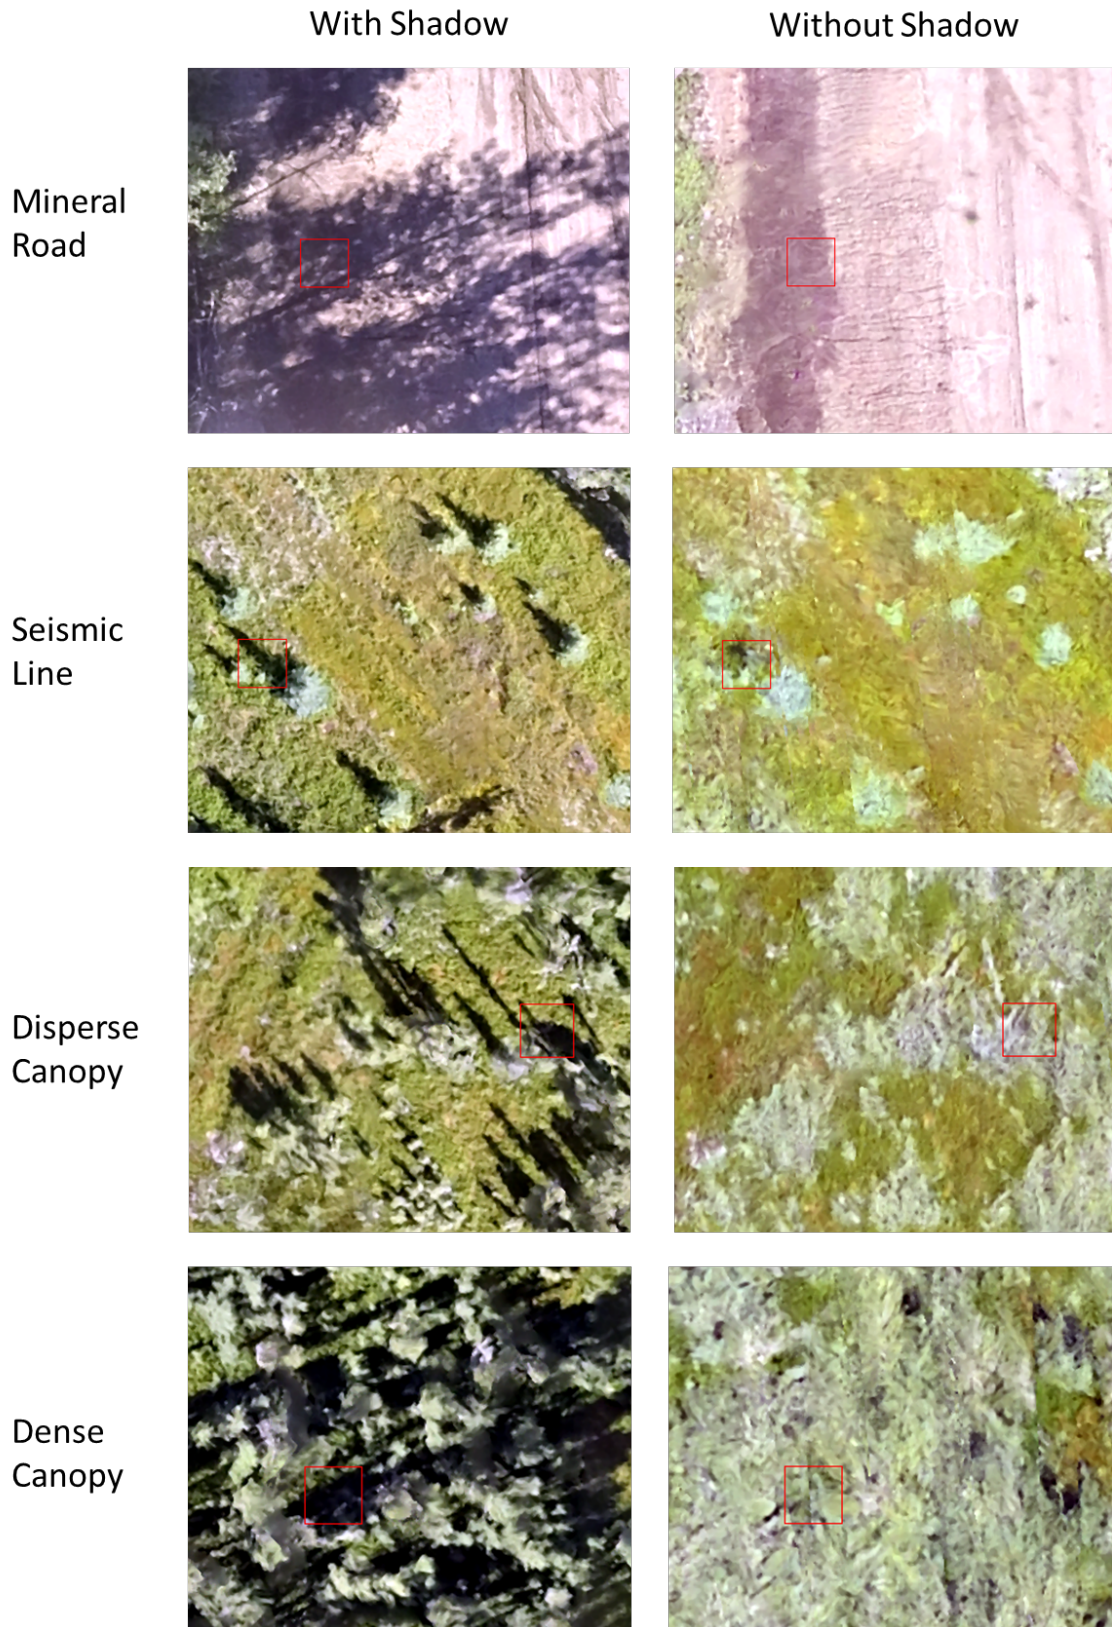 With Shadow
Without Shadow
Mineral
Road
Seismic
Line
Disperse
Canopy
Dense
Canopy